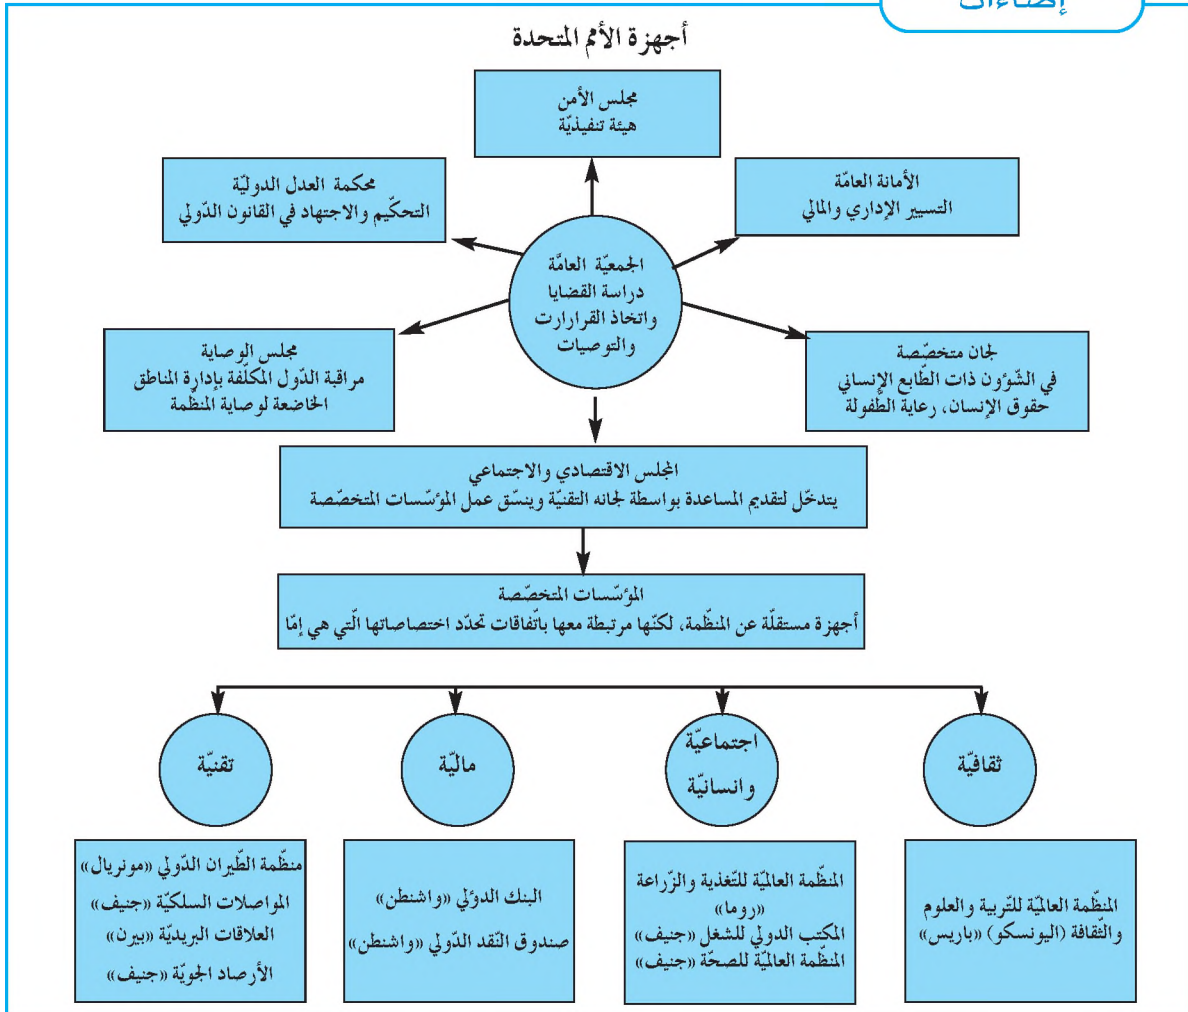 إضاءات
أجهزة الأمم المتحدة
مجلس الأمن
هيئة تنفيذيّة
الأمانة العامّة
التسيير الإداري والمالي
محكمة العدل الدوليّة
التحكّيم والاجتهاد في القانون الدّولي
الجمعيّة العامَّة
دراسة القضايا
واتخاذ القرارارت
والتوصيات
لجان متخصّصة
في الشّؤون ذات الطّابع الإنساني
حقوق الإنسان، رعاية الطّفولة
مجلس الوصاية
مراقبة الدّول المكلّفة بإدارة المناطق
الخاضعة لوصاية المنظّمة
المجلس الاقتصادي والاجتماعي
يتدخّل لتقديم المساعدة بواسطة لجانه التقنيّة وينسّق عمل المؤسّسات المتخصّصة
المؤسّسات المتخصّصة
أجهزة مستقلّة عن المنظّمة، لكنّها مرتبطة معها باتّفاقات تحدّد اختصاصاتها الّتي هي إمّا
ثقافيّة
اجتماعيّة
وانسانيّة
ماليّة
تقنيّة
المنظّمة العالميّة للتّربية والعلوم
والثّقافة (اليونسكو) «باريس»
المنظّمة العالميّة للتّغذية والزّراعة
«روما»
المكتب الدولي للشغل «جنيف»
المنظّمة العالميّة للصحّة «جنيف»
البنك الدوّلي «واشنطن»
صندوق النّقد الدّولي «واشنطن»
منظّمة الطّيران الدّولي «مونريال»
المواصلات السلكيّة «جنيف»
العلاقات البريديّة «بيرن»
الأرصاد الجويّة «جنيف»